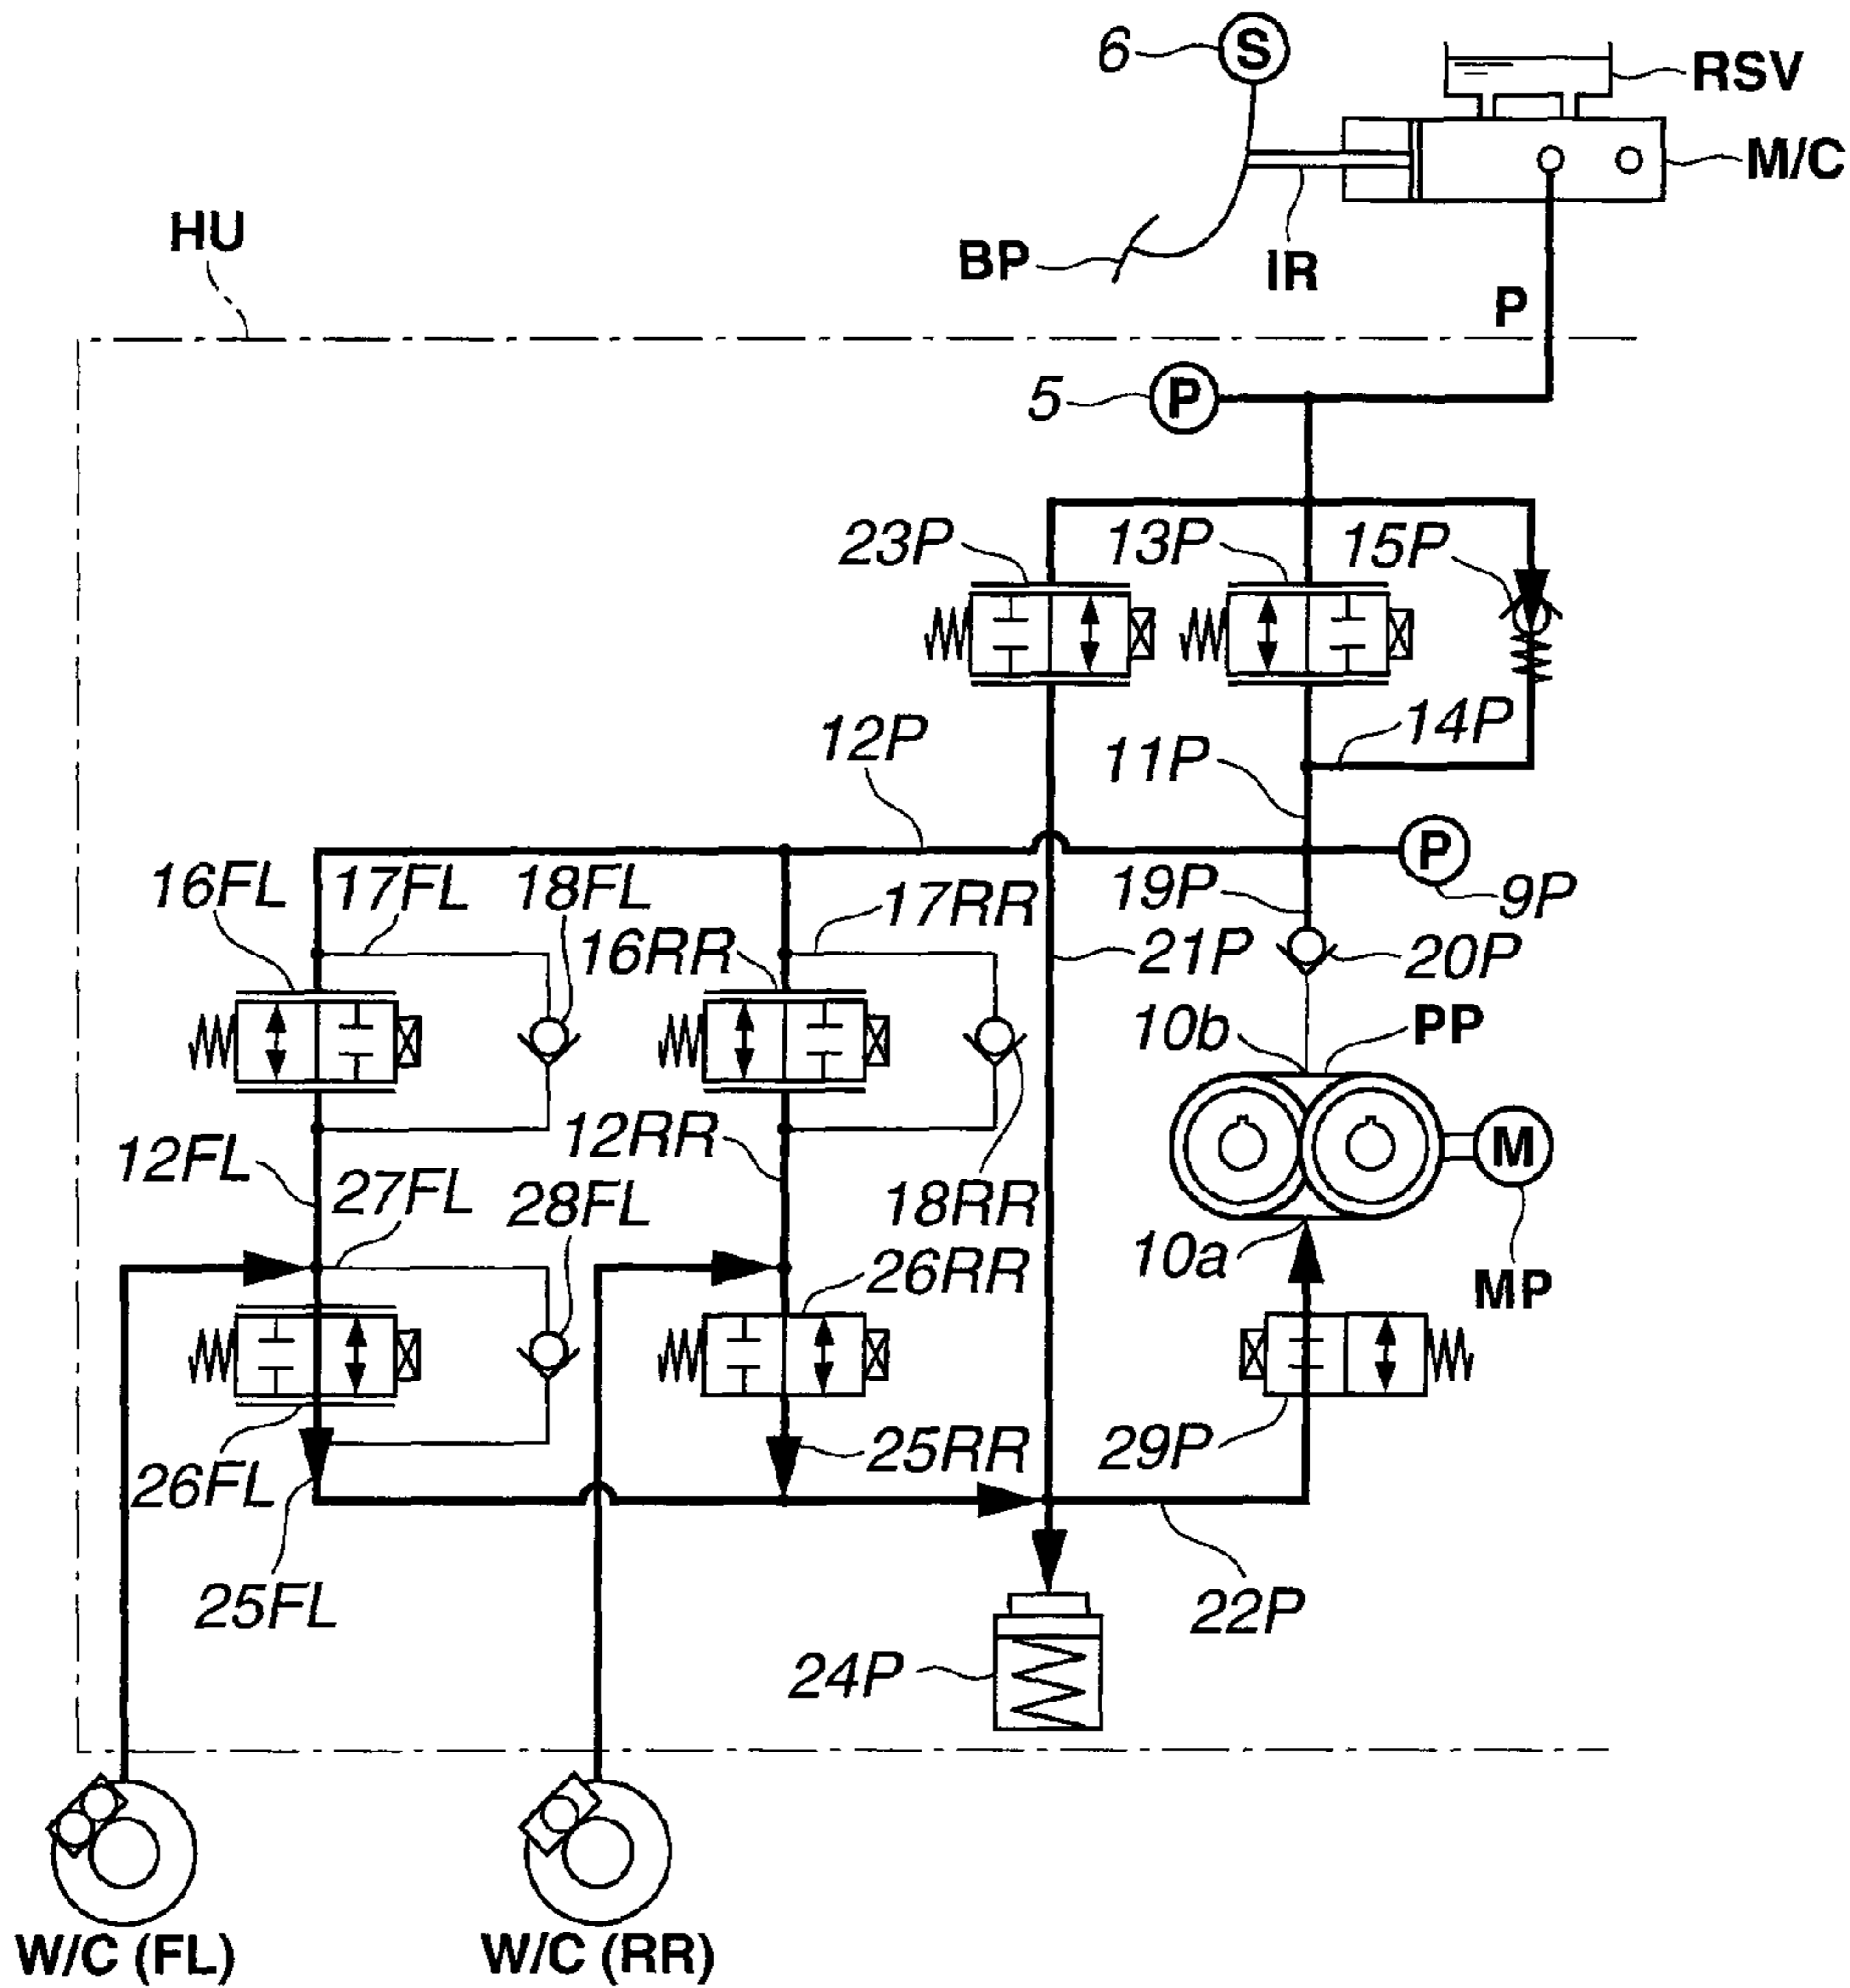 6
S
RSV
M/C
HU
BP
IR
P
5
P
23P
13P
15P
12P
11P
14P
P
16FL
17FL
18FL
17RR
19P
9P
16RR
21P
20P
10b
PP
12FL
12RR
M
27FL
28FL
18RR
10a
26RR
MP
26FL
25RR
29P
25FL
22P
24P
W/C (FL)
W/C (RR)